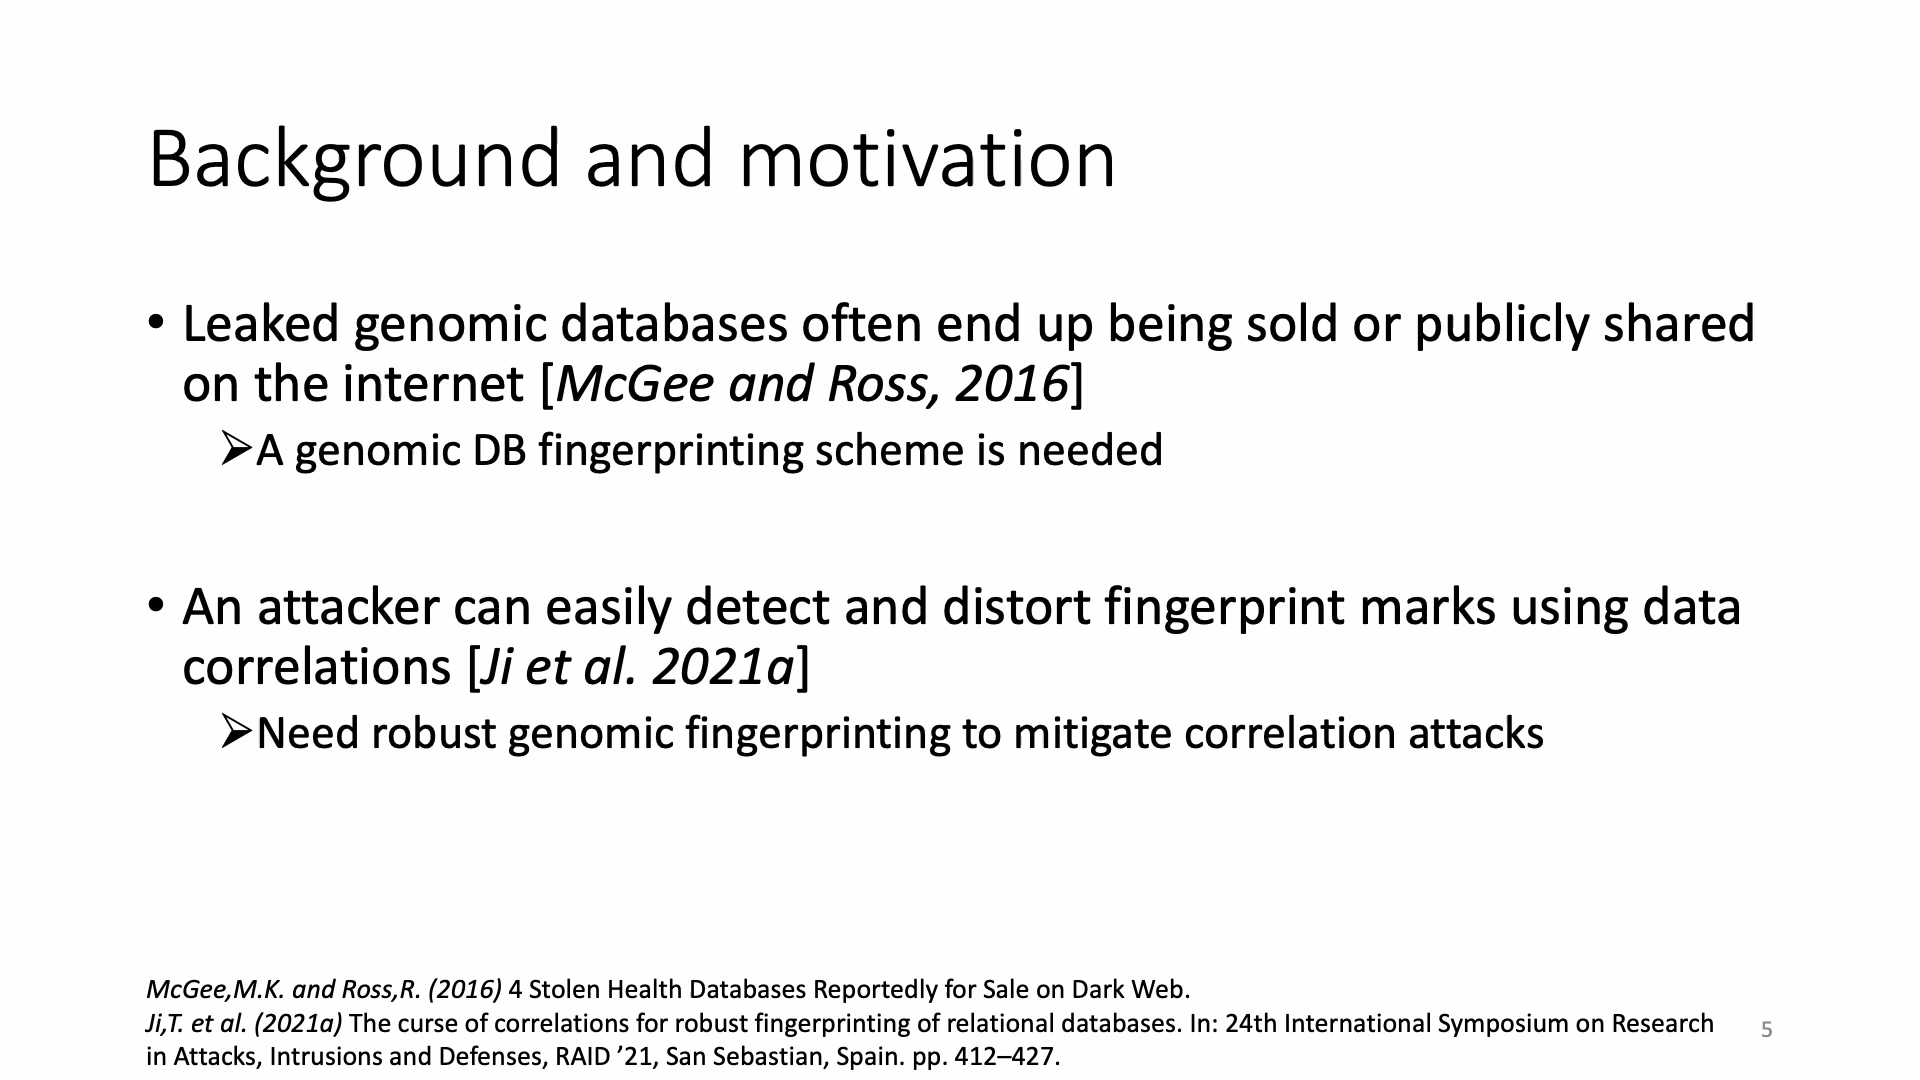 Background and motivation
• Leaked genomic databases often end up being sold or publicly shared
on the internet [McGee and Ross, 2016]
➢A genomic DB fingerprinting scheme is needed
• An attacker can easily detect and distort fingerprint marks using data
correlations [Ji et al. 2021a]
➢Need robust genomic fingerprinting to mitigate correlation attacks
McGee,M.K. and Ross,R. (2016) 4 Stolen Health Databases Reportedly for Sale on Dark Web.
Ji,T. et al. (2021a) The curse of correlations for robust fingerprinting of relational databases. In: 24th International Symposium on Research
in Attacks, Intrusions and Defenses, RAID ’21, San Sebastian, Spain. pp. 412–427.
5